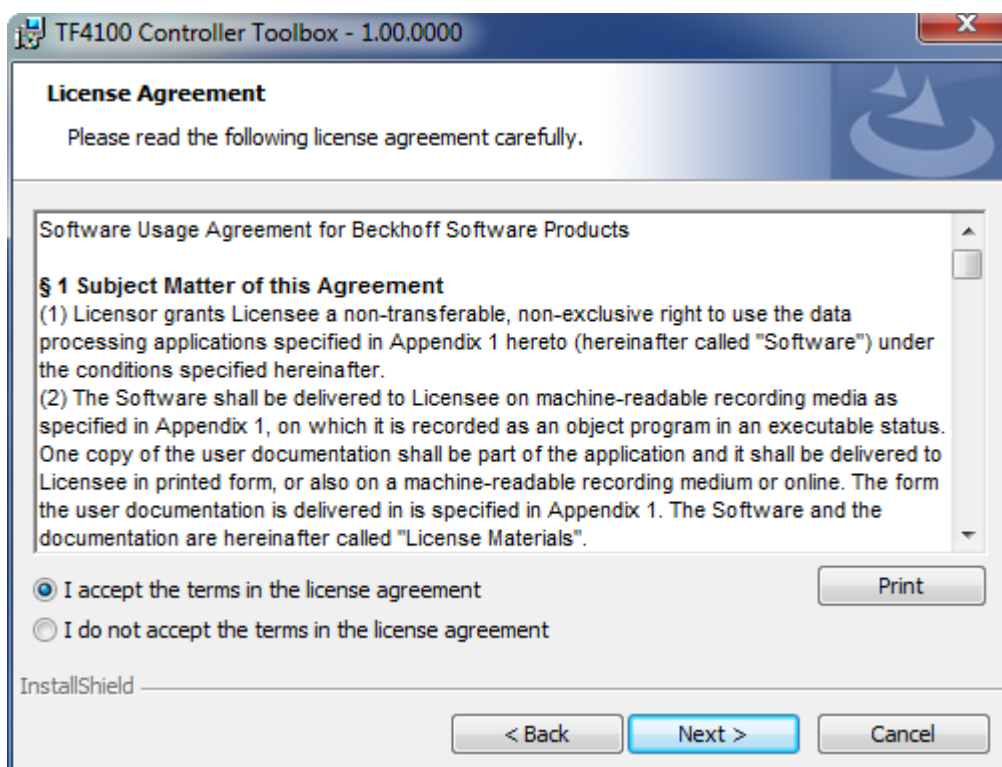 TF4100 Controller Toolbox - 1.00.0000
License Agreement
Please read the following license agreement carefully.
Software Usage Agreement for Beckhoff Software Products
§ 1 Subject Matter of this Agreement
(1) Licensor grants Licensee a non-transferable, non-exclusive right to use the data
processing applications specified in Appendix 1 hereto (hereinafter called "Software") under
the conditions specified hereinafter.
(2) The Software shall be delivered to Licensee on machine-readable recording media as
specified in Appendix 1, on which it is recorded as an object program in an executable status.
One copy of the user documentation shall be part of the application and it shall be delivered to
Licensee in printed form, or also on a machine-readable recording medium or online. The form
the user documentation is delivered in is specified in Appendix 1. The Software and the
documentation are hereinafter called "License Materials".
I accept the terms in the license agreement
Print
I do not accept the terms in the license agreement
InstallShield
< Back
Next >
Cancel